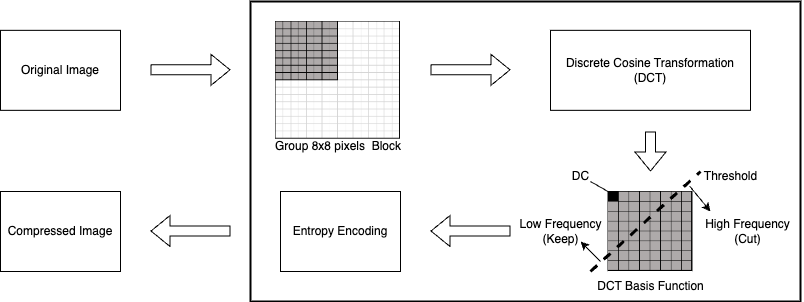 Original Image
Group 8x8 pixels Block
Discrete Cosine Transformation
(DCT)
DC
Threshold
Low Frequency
(Keep)
High Frequency
(Cut)
DCT Basis Function
Entropy Encoding
Compressed Image